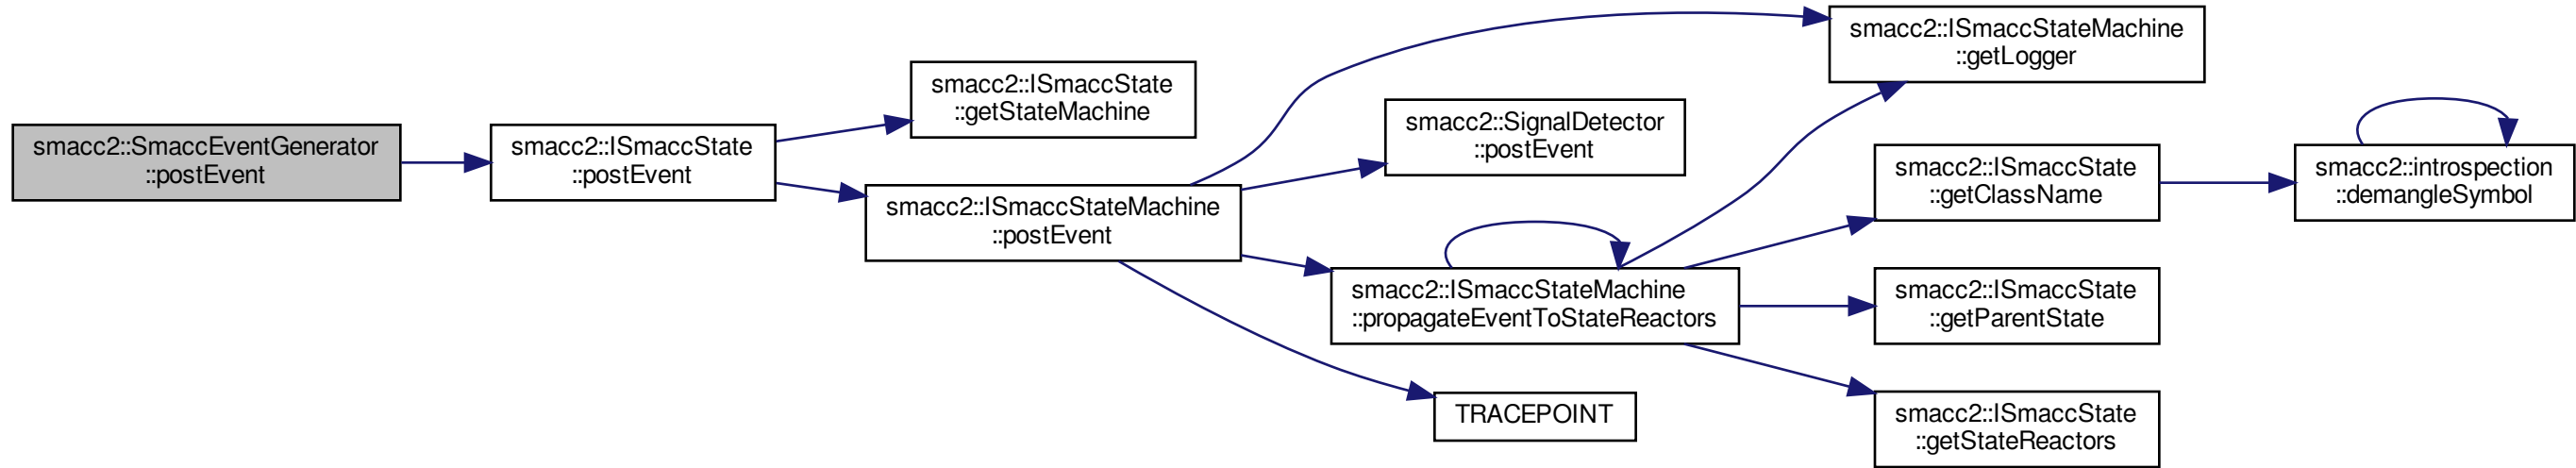 smacc2::SmaccEventGenerator
::postEvent
smacc2::ISmaccState
::postEvent
smacc2::ISmaccState
::getStateMachine
smacc2::ISmaccStateMachine
::postEvent
smacc2::ISmaccStateMachine
::getLogger
smacc2::SignalDetector
::postEvent
smacc2::ISmaccStateMachine
::propagateEventToStateReactors
TRACEPOINT
smacc2::ISmaccState
::getClassName
smacc2::introspection
::demangleSymbol
smacc2::ISmaccState
::getParentState
smacc2::ISmaccState
::getStateReactors